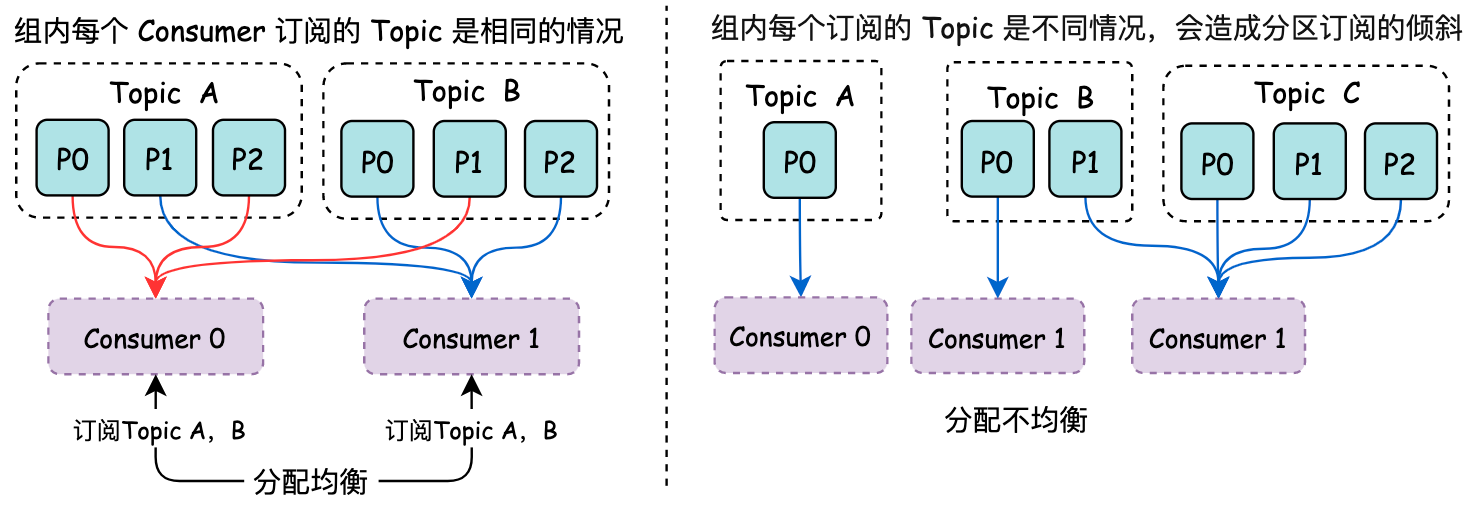 组内每个 Consumer 订阅的 Topic 是相同的情况
Topic A
P0 P1 P2
Topic B
P0 P1 P2
Consumer 0
Consumer 1
订阅Topic A，B
订阅Topic A，B
分配均衡
组内每个订阅的 Topic 是不同情况，会造成分区订阅的倾斜
Topic A
P0
Topic B
P0 P1
Topic C
P0 P1 P2
Consumer 0
Consumer 1
Consumer 1
分配不均衡